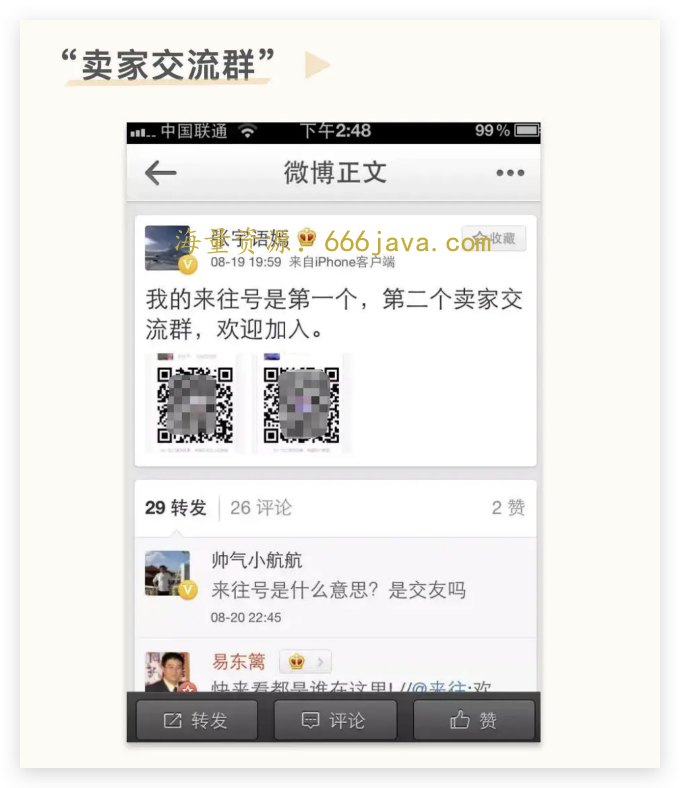 “卖家交流群”
中国联通
下午2:48
99%
微博正文
张宇语嫣
收藏
海量资源：666java.com
08-19 19:59 来自iPhone客户端
我的来往号是第一个，第二个卖家交
流群，欢迎加入。
29 转发
26 评论
2 赞
帅气小航航
来往号是什么意思？是交友吗
08-20 22:45
易东篱
快来看都是谁在这里! //@来往:欢
转发
评论
赞